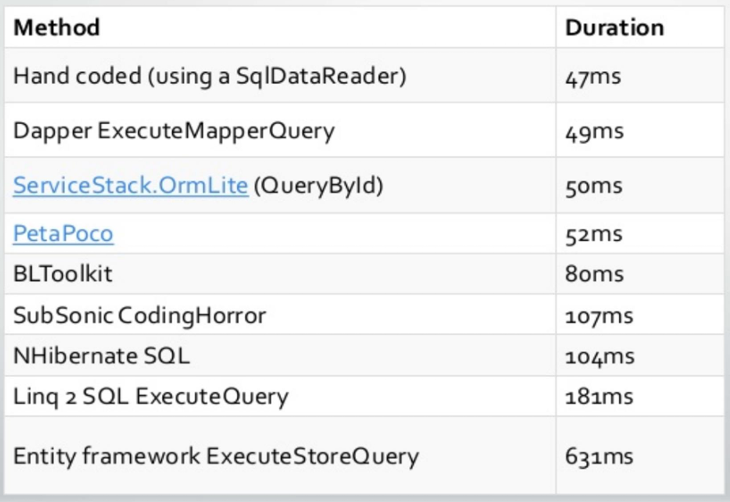 Method Duration
Hand coded (using a SqlDataReader) 47ms
Dapper ExecuteMapperQuery 49ms
ServiceStack.OrmLite (QueryById) 50ms
PetaPoco 52ms
BLToolkit 80ms
SubSonic CodingHorror 107ms
NHibernate SQL 104ms
Linq 2 SQL ExecuteQuery 181ms
Entity framework ExecuteStoreQuery 631ms